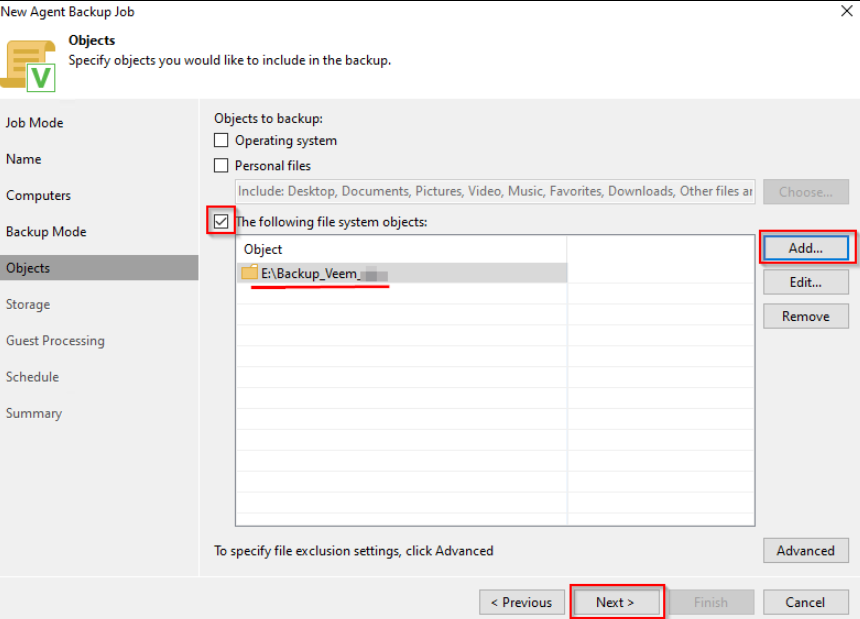 New Agent Backup Job
Objects
Specify objects you would like to include in the backup.
Job Mode
Name
Computers
Backup Mode
Objects
Storage
Guest Processing
Schedule
Summary
Objects to backup:
Operating system
Personal files
Include: Desktop, Documents, Pictures, Video, Music, Favorites, Downloads, Other files ar
Choose...
The following file system objects:
Object
E:\Backup_Veem_
Add...
Edit...
Remove
To specify file exclusion settings, click Advanced
Advanced
< Previous
Next >
Finish
Cancel